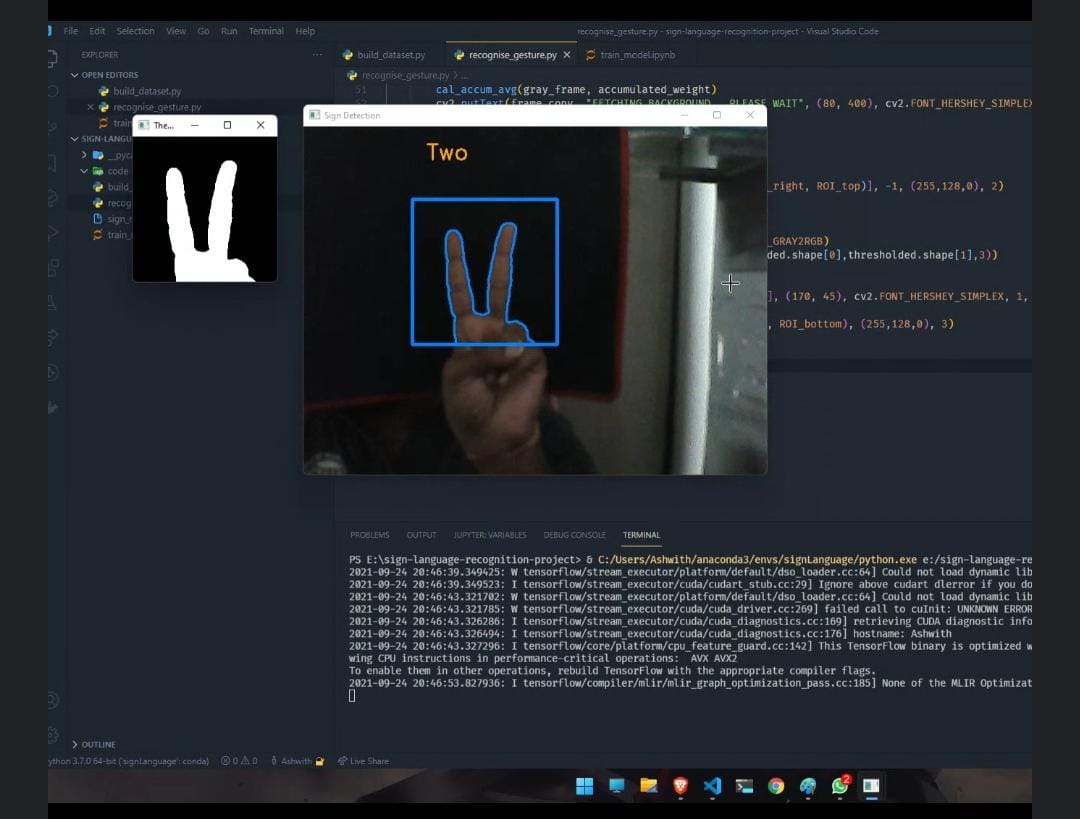 File Edit Selection View Go Run Terminal Help
recognise_gesture.py - sign-language-recognition-project - Visual Studio Code
EXPLORER
OPEN EDITORS
build_dataset.py
recognise_gesture.py
train
SIGN-LANGU
__pyca
code
build_
recog
sign_
train_
OUTLINE
build_dataset.py recognise_gesture.py train_model.ipynb
recognise_gesture.py > ...
51 cal_accum_avg(gray_frame, accumulated_weight)
52 cv2.putText(frame_copy, "FETCHING BACKGROUND...PLEASE WAIT", (80, 400), cv2.FONT_HERSHEY_SIMPLEX
_right, ROI_top)], -1, (255,128,0), 2)
_GRAY2RGB)
ded.shape[0],thresholded.shape[1],3))
], (170, 45), cv2.FONT_HERSHEY_SIMPLEX, 1,
, ROI_bottom), (255,128,0), 3)
The...
Sign Detection
Two
PROBLEMS OUTPUT JUPYTER: VARIABLES DEBUG CONSOLE TERMINAL
PS E:\sign-language-recognition-project> & C:/Users/Ashwith/anaconda3/envs/signLanguage/python.exe e:/sign-language-re
2021-09-24 20:46:39.349425: W tensorflow/stream_executor/platform/default/dso_loader.cc:64] Could not load dynamic lib
2021-09-24 20:46:39.349523: I tensorflow/stream_executor/cuda/cudart_stub.cc:29] Ignore above cudart dlerror if you do
2021-09-24 20:46:43.321702: W tensorflow/stream_executor/platform/default/dso_loader.cc:64] Could not load dynamic lib
2021-09-24 20:46:43.321785: W tensorflow/stream_executor/cuda/cuda_driver.cc:269] failed call to cuInit: UNKNOWN ERROR
2021-09-24 20:46:43.326286: I tensorflow/stream_executor/cuda/cuda_diagnostics.cc:169] retrieving CUDA diagnostic info
2021-09-24 20:46:43.326494: I tensorflow/stream_executor/cuda/cuda_diagnostics.cc:176] hostname: Ashwith
2021-09-24 20:46:43.327296: I tensorflow/core/platform/cpu_feature_guard.cc:142] This TensorFlow binary is optimized w
wing CPU instructions in performance-critical operations: AVX AVX2
To enable them in other operations, rebuild TensorFlow with the appropriate compiler flags.
2021-09-24 20:46:53.827936: I tensorflow/compiler/mlir/mlir_graph_optimization_pass.cc:185] None of the MLIR Optimizat
ython 3.7.0 64-bit ('signLanguage': conda) 0 0 Ashwith Live Share
2